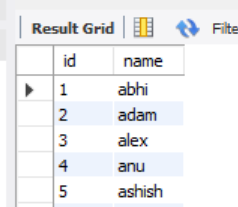 Result Grid Filte
id name
1 abhi
2 adam
3 alex
4 anu
5 ashish